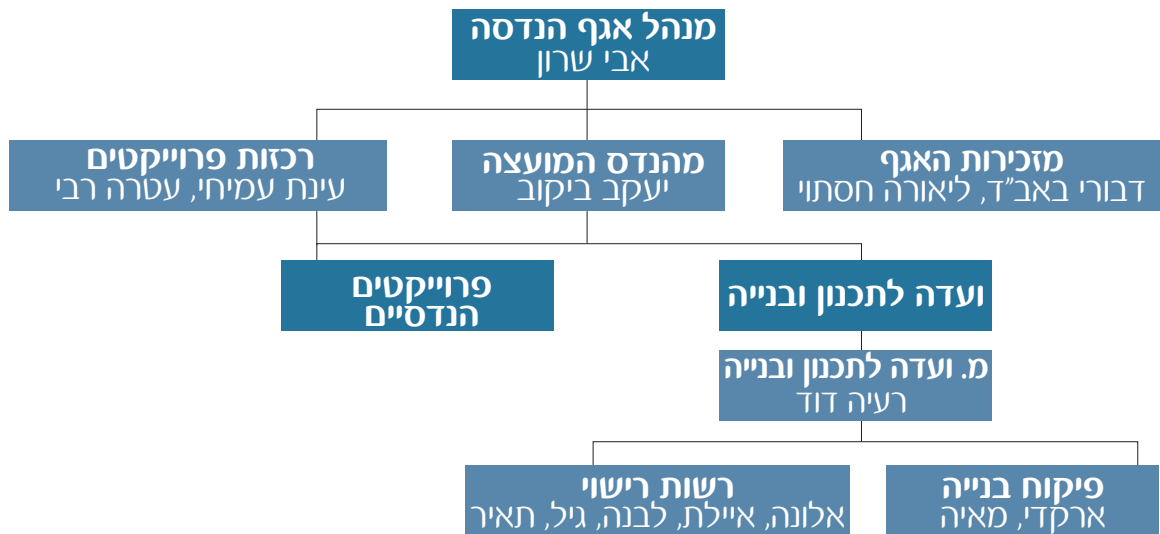 מנהל אגף הנדסה
אבי שרון
מזכירות האגף
דבורי באב״ד, ליאורה חסתוי
מהנדס המועצה
יעקב ביקוב
רכזות פרוייקטים
עינת עמיחי, עטרה רבי
ועדה לתכנון ובנייה
פרוייקטים
הנדסיים
מ. ועדה לתכנון ובנייה
רעיה דוד
פיקוח בנייה
ארקדי, מאיה
רשות רישוי
אלונה, איילת, לבנה, גיל, תאיר